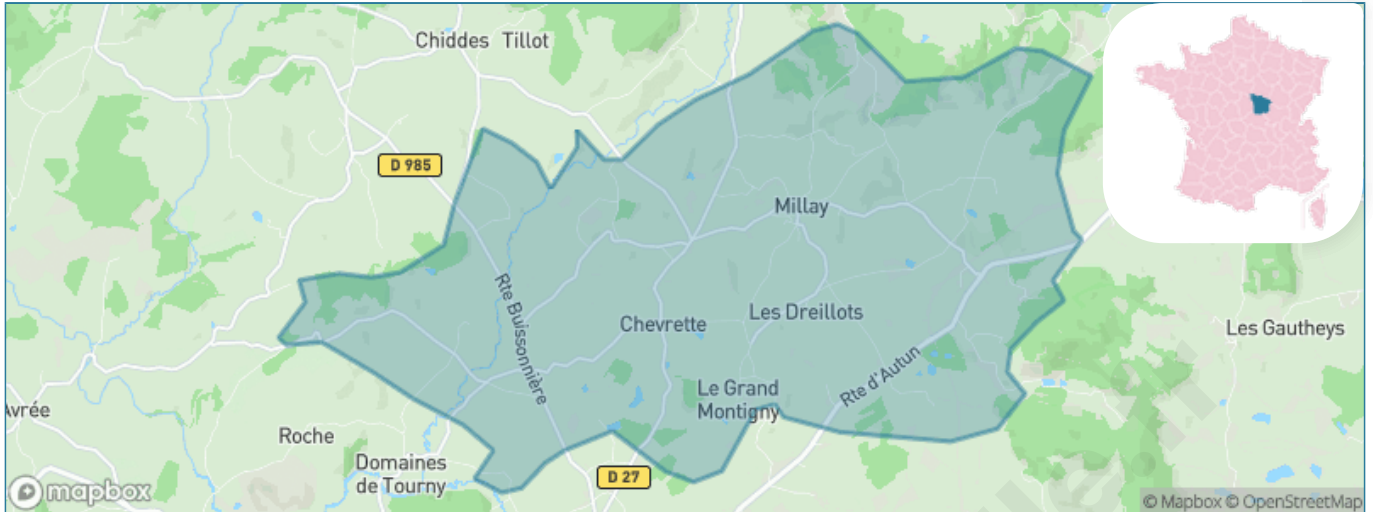 Chiddes Tillot
D 985
Millay
Rte Buissonnière
Chevrette
Les Dreillots
Les Gautheys
Rte d'Autun
Le Grand
Montigny
Avrée
Roche
Domaines
de Tourny
D 27
mapbox
© Mapbox © OpenStreetMap